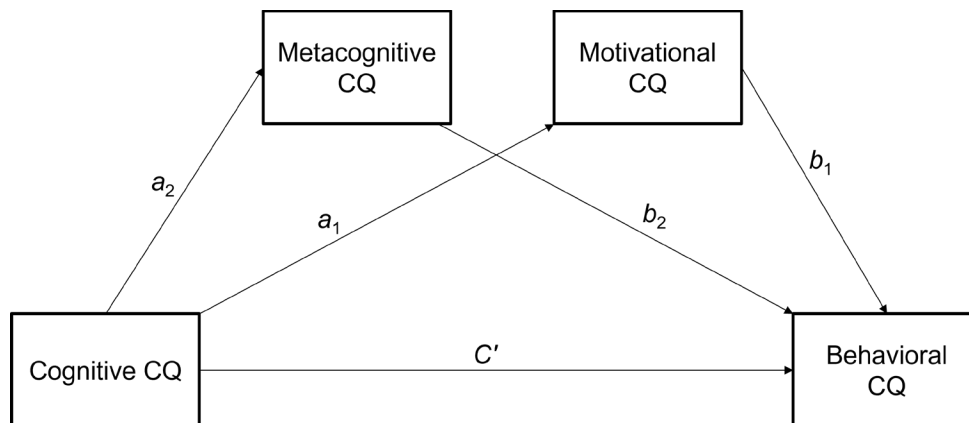 Metacognitive
CQ
Motivational
CQ
a₂
a₁
b₂
b₁
Cognitive CQ
C'
Behavioral
CQ